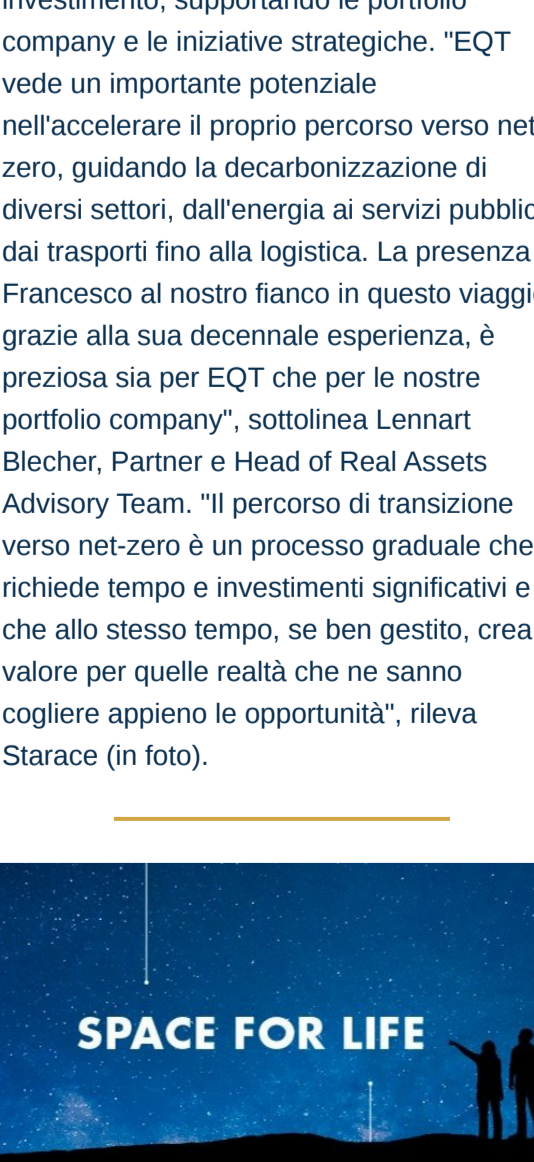 investimento, supportando le portfolio
company e le iniziative strategiche. "EQT
vede un importante potenziale
nell'accelerare il proprio percorso verso net
zero, guidando la decarbonizzazione di
diversi settori, dall'energia ai servizi pubblic
dai trasporti fino alla logistica. La presenza
Francesco al nostro fianco in questo viaggi
grazie alla sua decennale esperienza, è
preziosa sia per EQT che per le nostre
portfolio company", sottolinea Lennart
Blecher, Partner e Head of Real Assets
Advisory Team. "Il percorso di transizione
verso net-zero è un processo graduale che
richiede tempo e investimenti significativi e
che allo stesso tempo, se ben gestito, crea
valore per quelle realtà che ne sanno
cogliere appieno le opportunità", rileva
Starace (in foto).
SPACE FOR LIFE